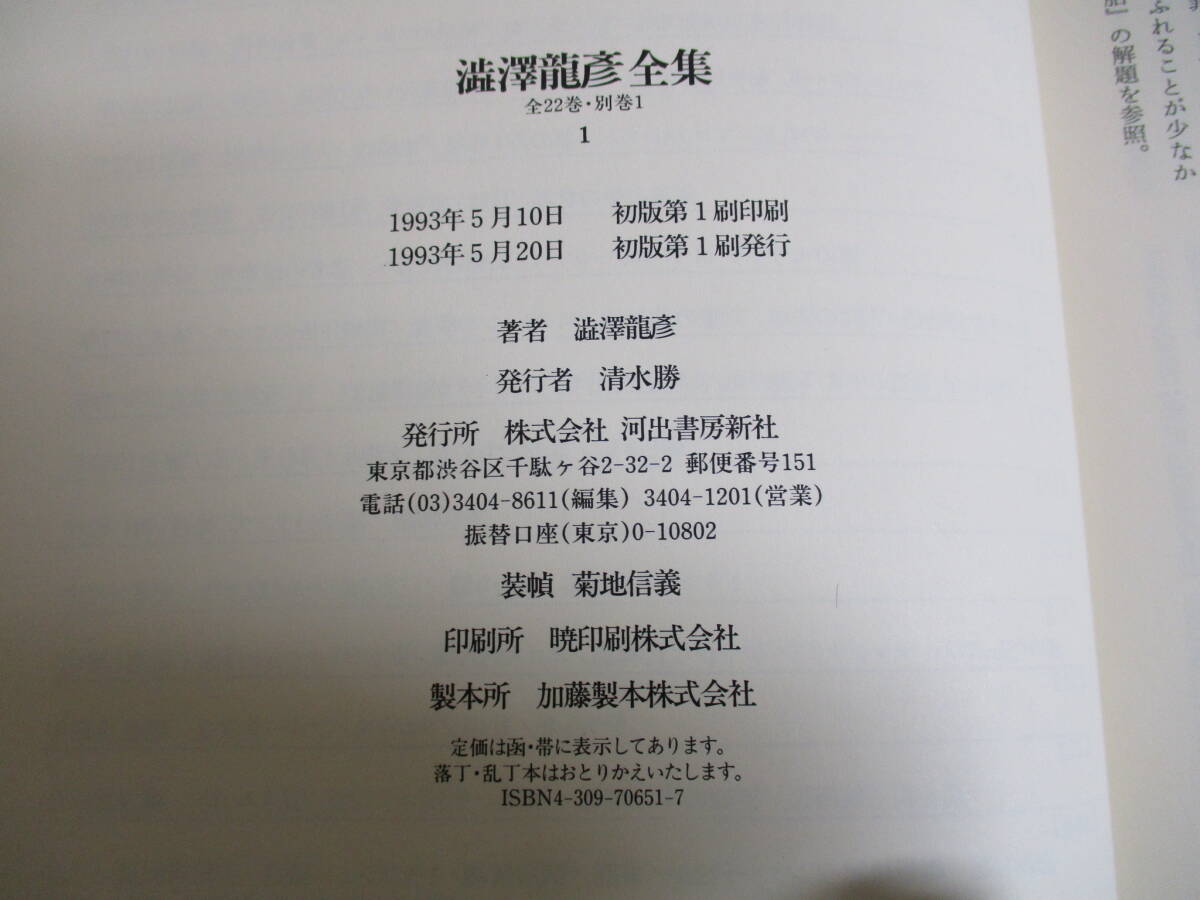 澁澤龍彥全集
全22巻・別巻1
1
1993年5月10日　初版第1刷印刷
1993年5月20日　初版第1刷発行
著者　澁澤龍彥
発行者　清水勝
発行所　株式会社 河出書房新社
東京都渋谷区千駄ヶ谷2-32-2 郵便番号151
電話(03)3404-8611(編集) 3404-1201(営業)
振替口座(東京)0-10802
装幀　菊地信義
印刷所　暁印刷株式会社
製本所　加藤製本株式会社
定価は函・帯に表示してあります。
落丁・乱丁本はおとりかえいたします。
ISBN4-309-70651-7
ふれることが少なか
』の解題を参照。